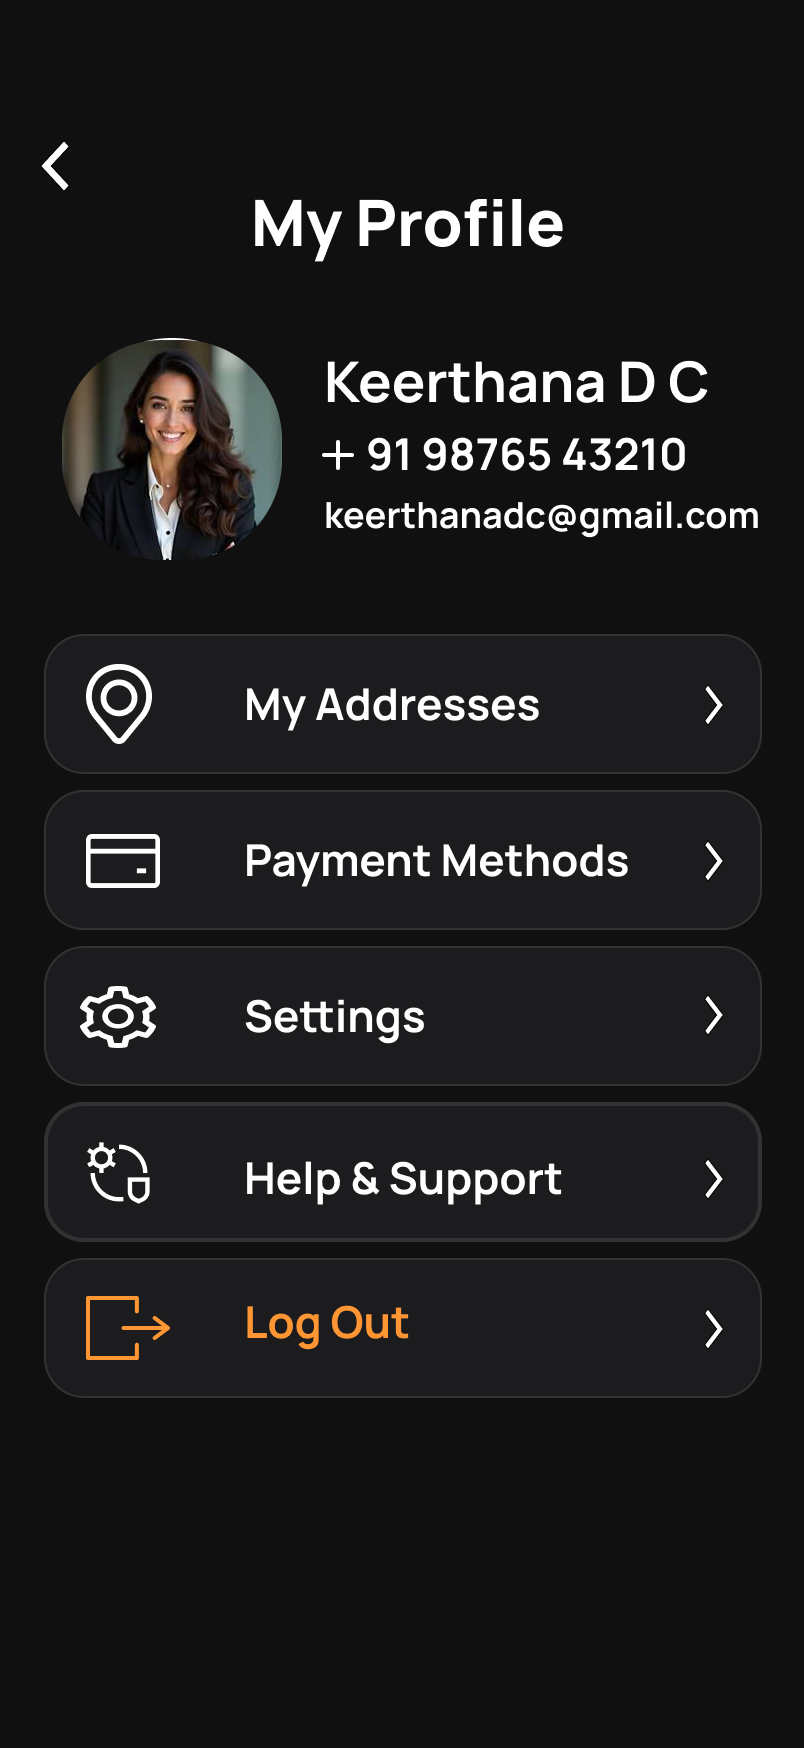 My Profile
Keerthana D C
+ 91 98765 43210
keerthanadc@gmail.com
My Addresses
Payment Methods
Settings
Help & Support
Log Out